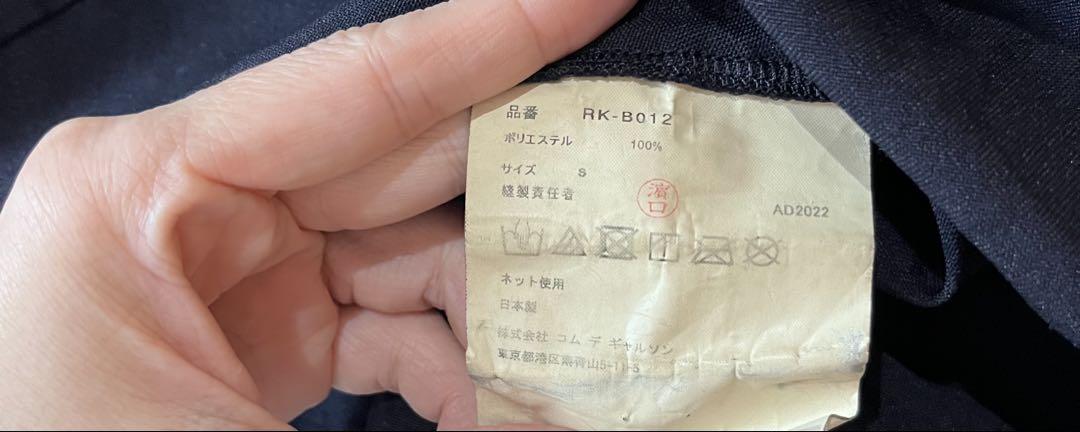 品番 RK-B012
ポリエステル 100%
サイズ S
縫製責任者
濱口
AD2022
ネット使用
日本製
株式会社 コム デ ギャルソン
東京都港区南青山5-11-5